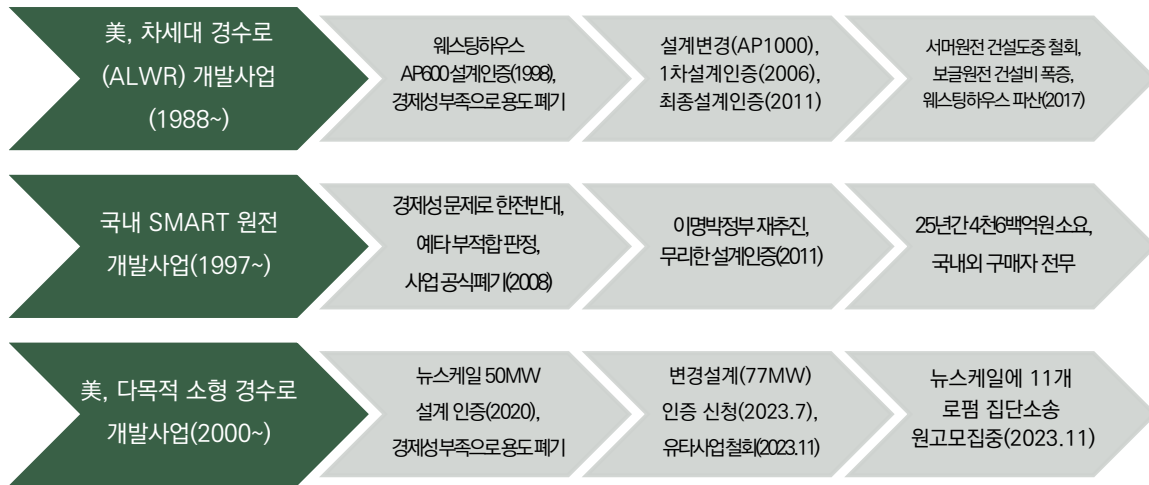 美, 차세대 경수로
(ALWR) 개발사업
(1988~)
웨스팅하우스
AP600 설계인증(1998),
경제성 부족으로 용도 폐기
설계변경(AP1000),
1차설계인증(2006),
최종설계인증(2011)
서머원전 건설도중 철회,
보글원전 건설비 폭증,
웨스팅하우스 파산(2017)
국내 SMART 원전
개발사업(1997~)
경제성 문제로 한전반대,
예타 부적합 판정,
사업 공식폐기(2008)
이명박정부 재추진,
무리한 설계인증(2011)
25년간 4천6백억원 소요,
국내외 구매자 전무
美, 다목적 소형 경수로
개발사업(2000~)
뉴스케일 50MW
설계 인증(2020),
경제성 부족으로 용도 폐기
변경설계(77MW)
인증 신청(2023.7),
유타사업 철회(2023.11)
뉴스케일에 11개
로펌 집단소송
원고모집중(2023.11)